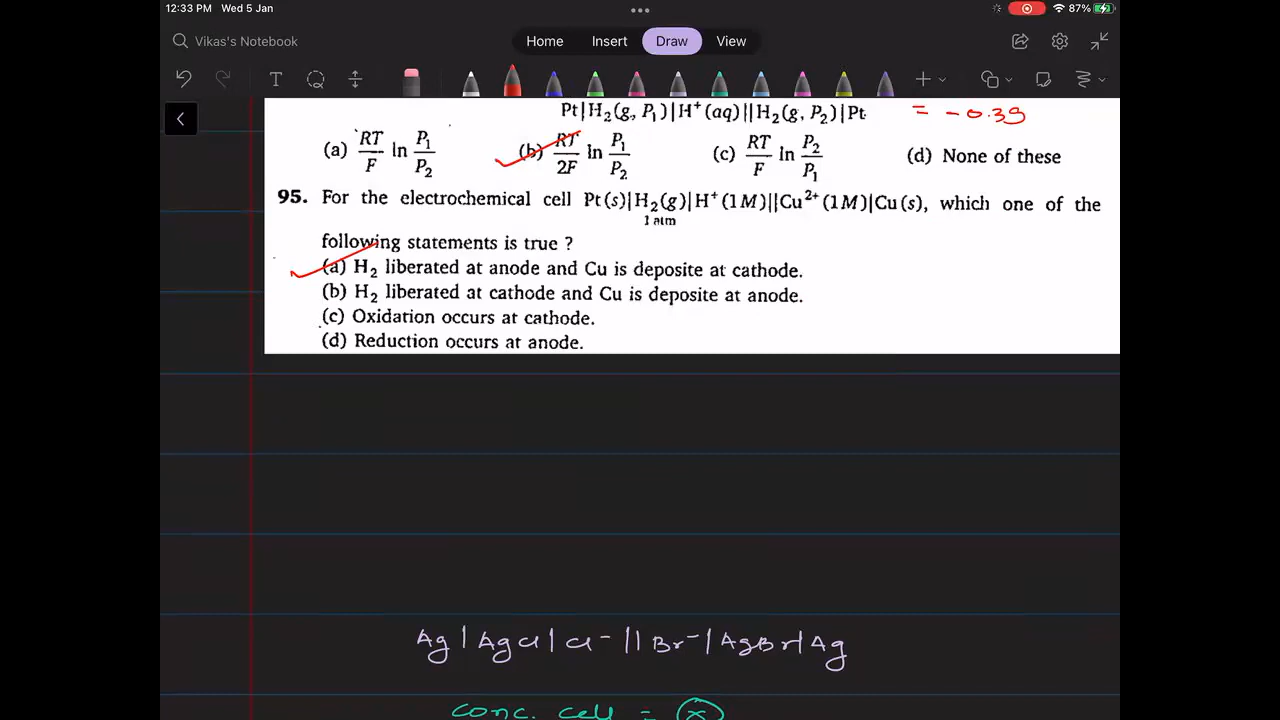 12:33 PM Wed 5 Jan
87%
Vikas's Notebook
Home Insert Draw View
Pt|H₂(g, P₁)|H⁺(aq)||H₂(g, P₂)|Pt = -0.39
(a) RT/F ln P₁/P₂ (b) RT/2F ln P₁/P₂ (c) RT/F ln P₂/P₁ (d) None of these
95. For the electrochemical cell Pt(s)|H₂(g)|H⁺(1M)||Cu²⁺(1M)|Cu(s), which one of the
1 atm
following statements is true ?
(a) H₂ liberated at anode and Cu is deposite at cathode.
(b) H₂ liberated at cathode and Cu is deposite at anode.
(c) Oxidation occurs at cathode.
(d) Reduction occurs at anode.
Ag | AgCl | Cl⁻ || Br⁻ | AgBr | Ag
conc. cell = x